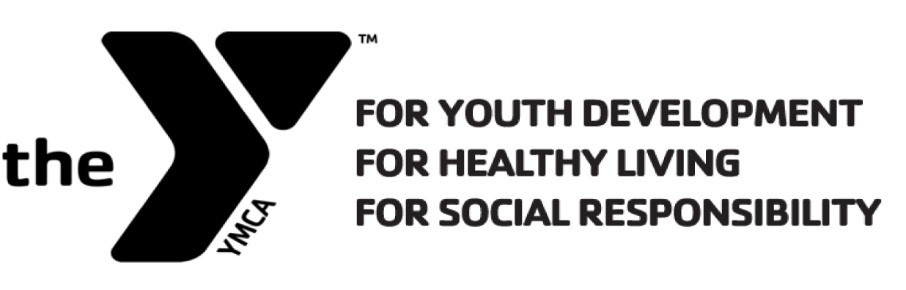 the
YMCA
™
FOR YOUTH DEVELOPMENT
FOR HEALTHY LIVING
FOR SOCIAL RESPONSIBILITY